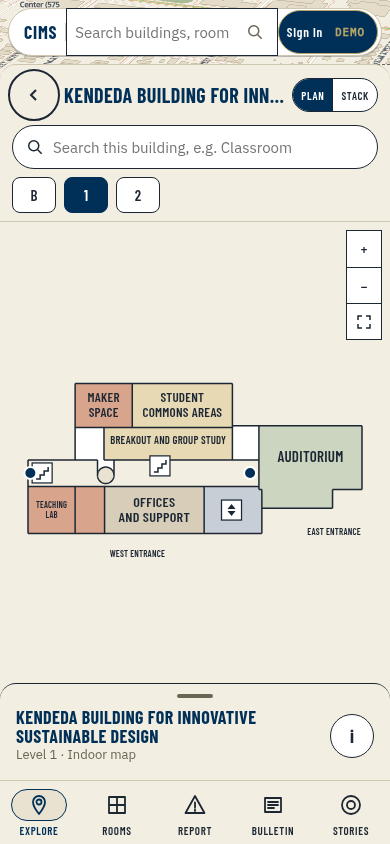 Center (575
CIMS
Search buildings, room
Sign In DEMO
KENDEDA BUILDING FOR INN...
PLAN STACK
Search this building, e.g. Classroom
B 1 2
+
−
MAKER
SPACE
STUDENT
COMMONS AREAS
BREAKOUT AND GROUP STUDY
AUDITORIUM
TEACHING
LAB
OFFICES
AND SUPPORT
EAST ENTRANCE
WEST ENTRANCE
KENDEDA BUILDING FOR INNOVATIVE
SUSTAINABLE DESIGN
Level 1 · Indoor map
i
EXPLORE ROOMS REPORT BULLETIN STORIES